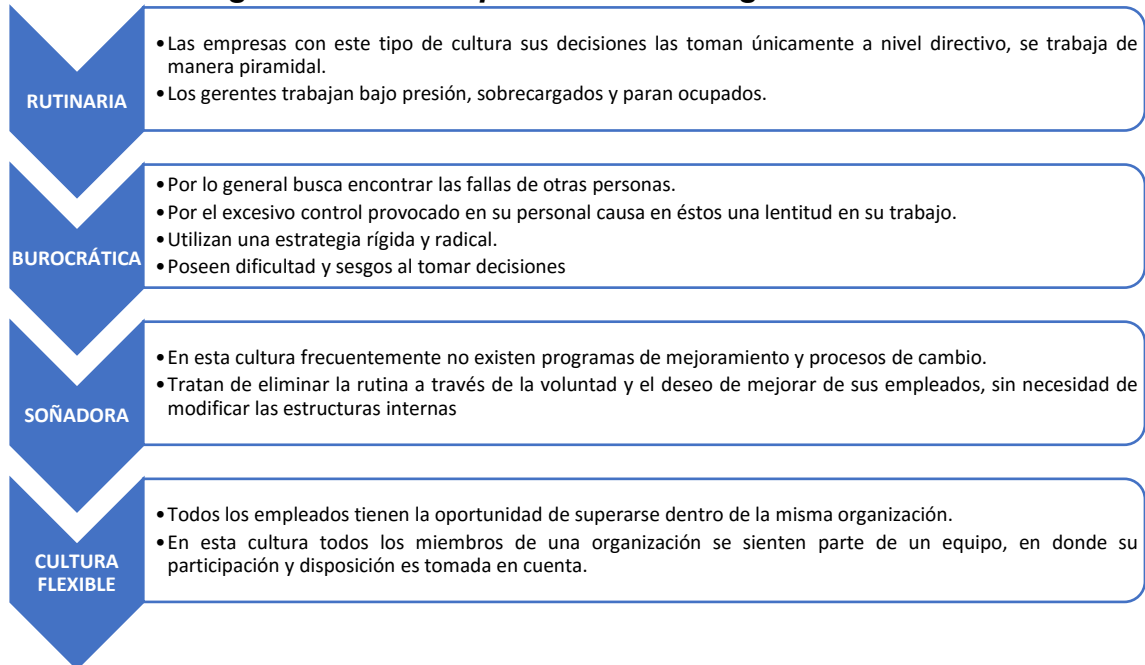 RUTINARIA
•Las empresas con este tipo de cultura sus decisiones las toman únicamente a nivel directivo, se trabaja de
manera piramidal.
•Los gerentes trabajan bajo presión, sobrecargados y paran ocupados.
BUROCRÁTICA
•Por lo general busca encontrar las fallas de otras personas.
•Por el excesivo control provocado en su personal causa en éstos una lentitud en su trabajo.
•Utilizan una estrategia rígida y radical.
•Poseen dificultad y sesgos al tomar decisiones
SOÑADORA
•En esta cultura frecuentemente no existen programas de mejoramiento y procesos de cambio.
•Tratan de eliminar la rutina a través de la voluntad y el deseo de mejorar de sus empleados, sin necesidad de
modificar las estructuras internas
CULTURA
FLEXIBLE
•Todos los empleados tienen la oportunidad de superarse dentro de la misma organización.
•En esta cultura todos los miembros de una organización se sienten parte de un equipo, en donde su
participación y disposición es tomada en cuenta.